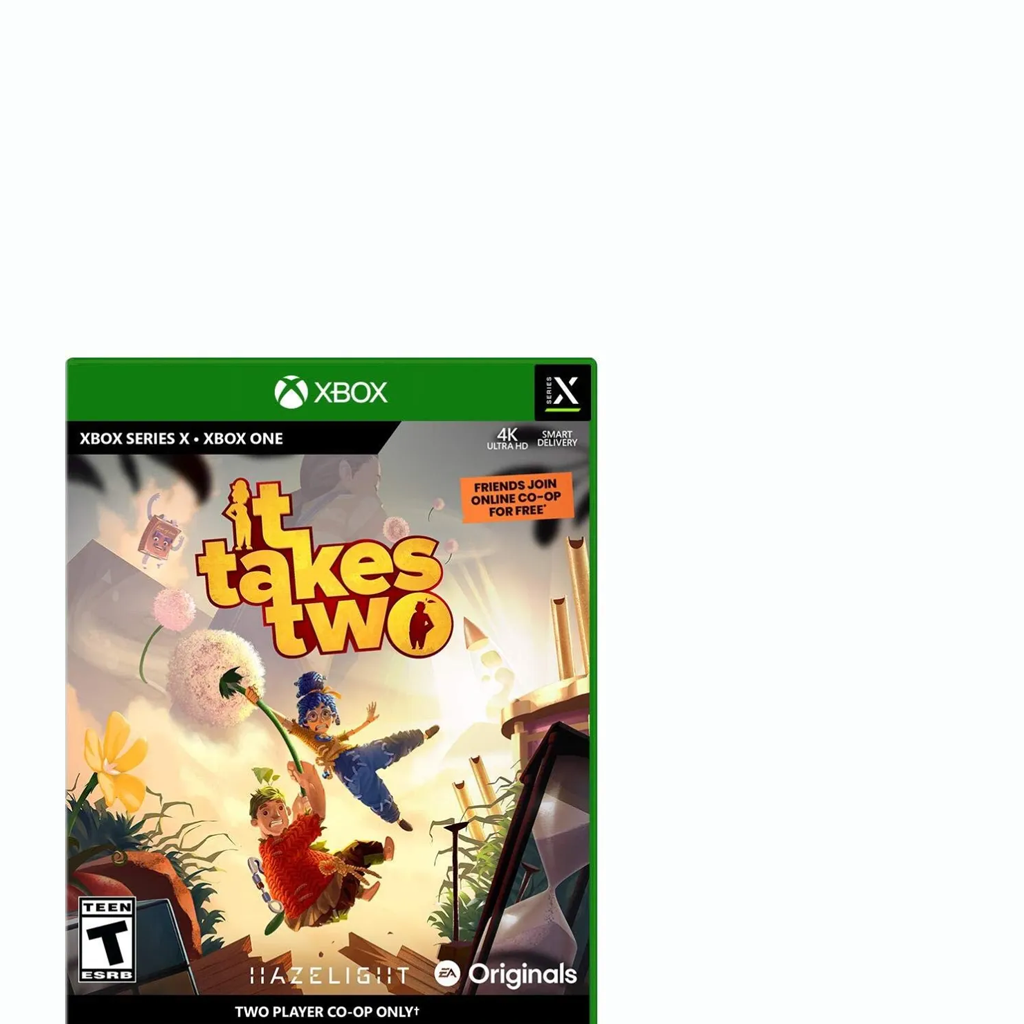 XBOX
SERIES X
XBOX SERIES X • XBOX ONE
4K
ULTRA HD
SMART
DELIVERY
FRIENDS JOIN
ONLINE CO-OP
FOR FREE*
it
takes
two
TEEN
T
ESRB
HAZELIGHT
EA Originals
TWO PLAYER CO-OP ONLY†